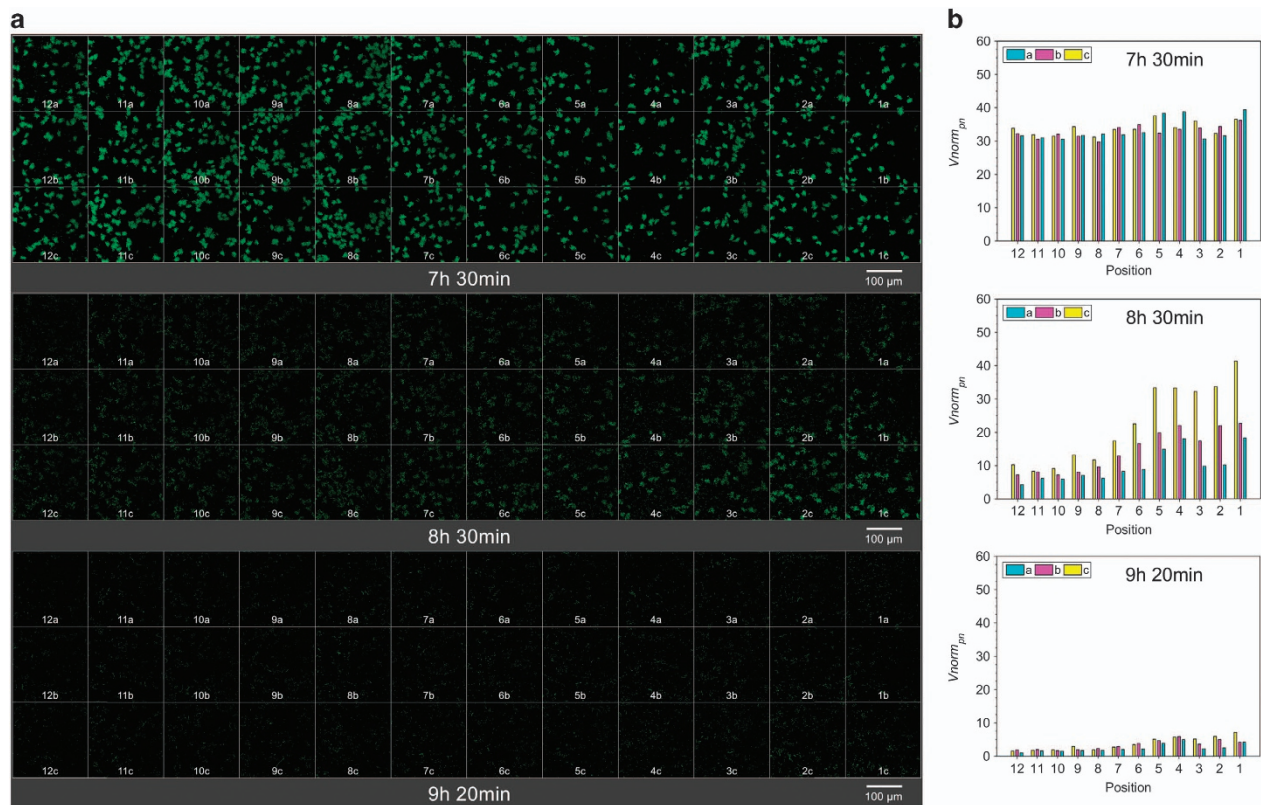 a
12a 11a 10a 9a 8a 7a 6a 5a 4a 3a 2a 1a
12b 11b 10b 9b 8b 7b 6b 5b 4b 3b 2b 1b
12c 11c 10c 9c 8c 7c 6c 5c 4c 3c 2c 1c
7h 30min
100 µm
12a 11a 10a 9a 8a 7a 6a 5a 4a 3a 2a 1a
12b 11b 10b 9b 8b 7b 6b 5b 4b 3b 2b 1b
12c 11c 10c 9c 8c 7c 6c 5c 4c 3c 2c 1c
8h 30min
100 µm
12a 11a 10a 9a 8a 7a 6a 5a 4a 3a 2a 1a
12b 11b 10b 9b 8b 7b 6b 5b 4b 3b 2b 1b
12c 11c 10c 9c 8c 7c 6c 5c 4c 3c 2c 1c
9h 20min
100 µm
b
a b c
7h 30min
60
50
40
30
20
10
0
Vnormpn
12 11 10 9 8 7 6 5 4 3 2 1
Position
a b c
8h 30min
60
50
40
30
20
10
0
Vnormpn
12 11 10 9 8 7 6 5 4 3 2 1
Position
a b c
9h 20min
60
50
40
30
20
10
0
Vnormpn
12 11 10 9 8 7 6 5 4 3 2 1
Position